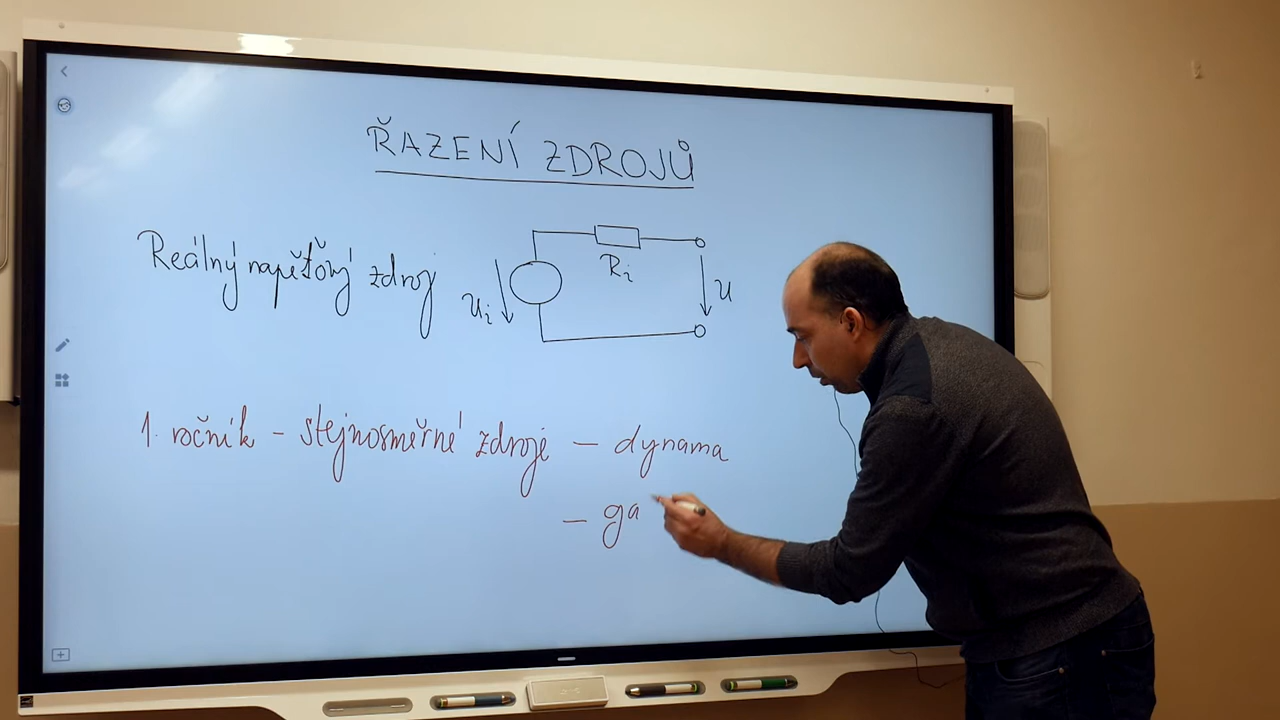 ŘAZENÍ ZDROJŮ
Reálný napěťový zdroj
Ri
ui
u
1. ročník - stejnosměrné zdroje - dynama
- ga